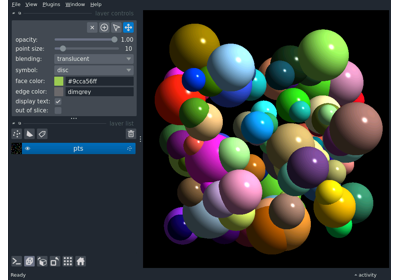 File View Plugins Window Help
layer controls
opacity: 1.00
point size: 10
blending: translucent
symbol: disc
face color: #9cca56ff
edge color: dimgrey
display text:
out of slice:
layer list
pts
Ready
activity